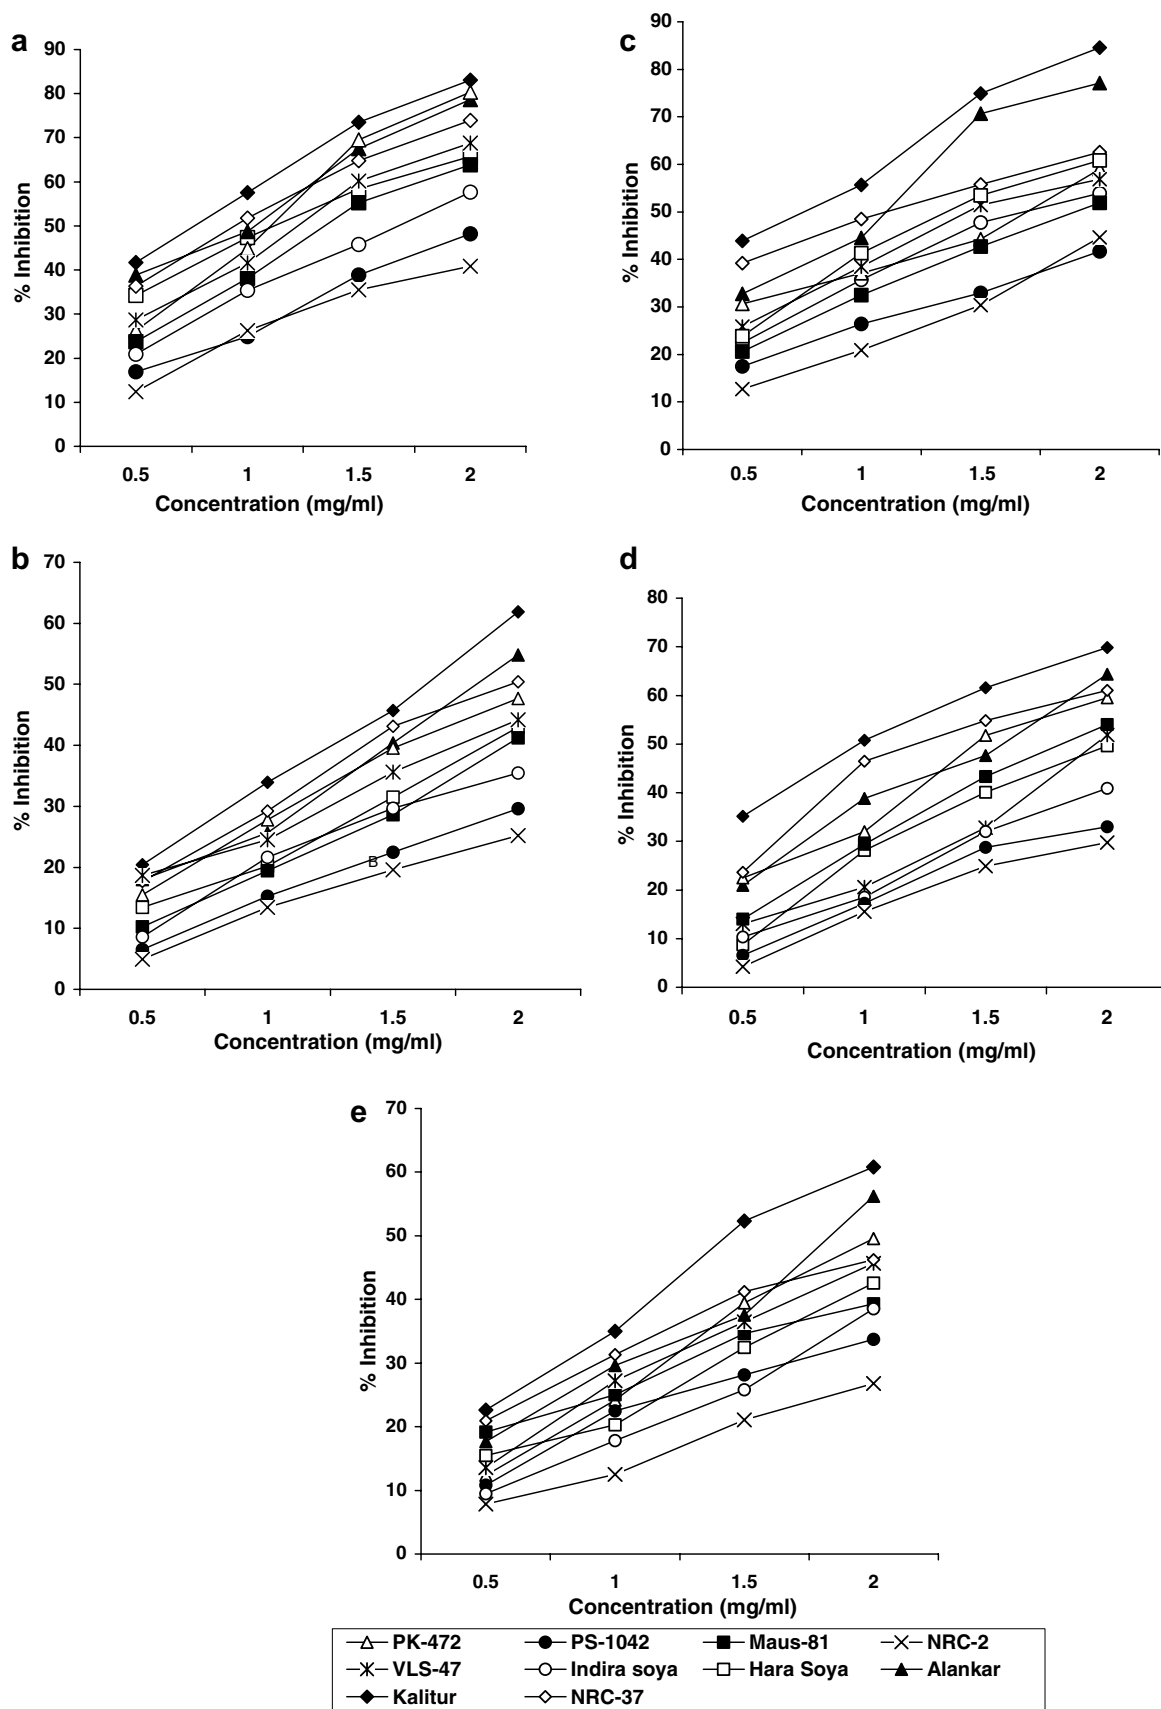 a
90
80
70
60
50
40
30
20
10
0
% Inhibition
0.5 1 1.5 2
Concentration (mg/ml)
c
90
80
70
60
50
40
30
20
10
0
% Inhibition
0.5 1 1.5 2
Concentration (mg/ml)
b
70
60
50
40
30
20
10
0
% Inhibition
B
0.5 1 1.5 2
Concentration (mg/ml)
d
80
70
60
50
40
30
20
10
0
% Inhibition
0.5 1 1.5 2
Concentration (mg/ml)
e
70
60
50
40
30
20
10
0
% Inhibition
0.5 1 1.5 2
Concentration (mg/ml)
PK-472 PS-1042 Maus-81 NRC-2
VLS-47 Indira soya Hara Soya Alankar
Kalitur NRC-37